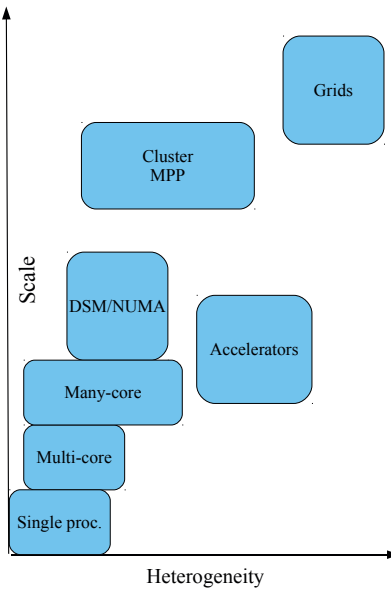 Grids
Cluster
MPP
Scale
DSM/NUMA
Accelerators
Many-core
Multi-core
Single proc.
Heterogeneity